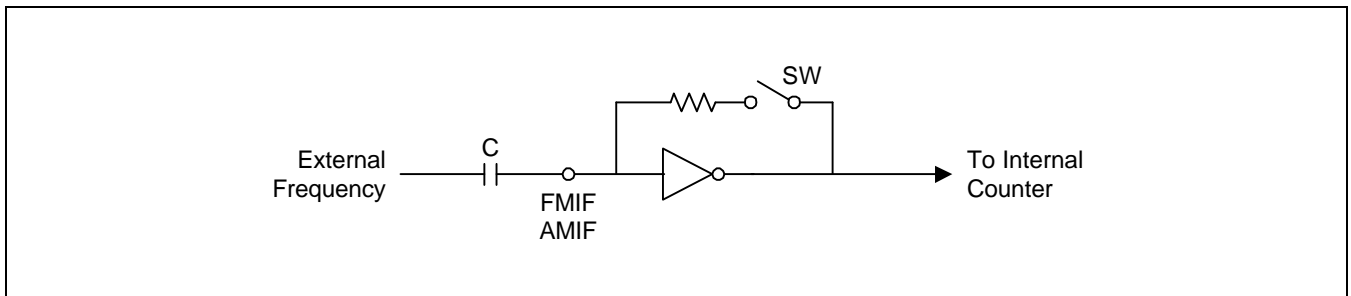 SW
C
External
Frequency
FMIF
AMIF
To Internal
Counter